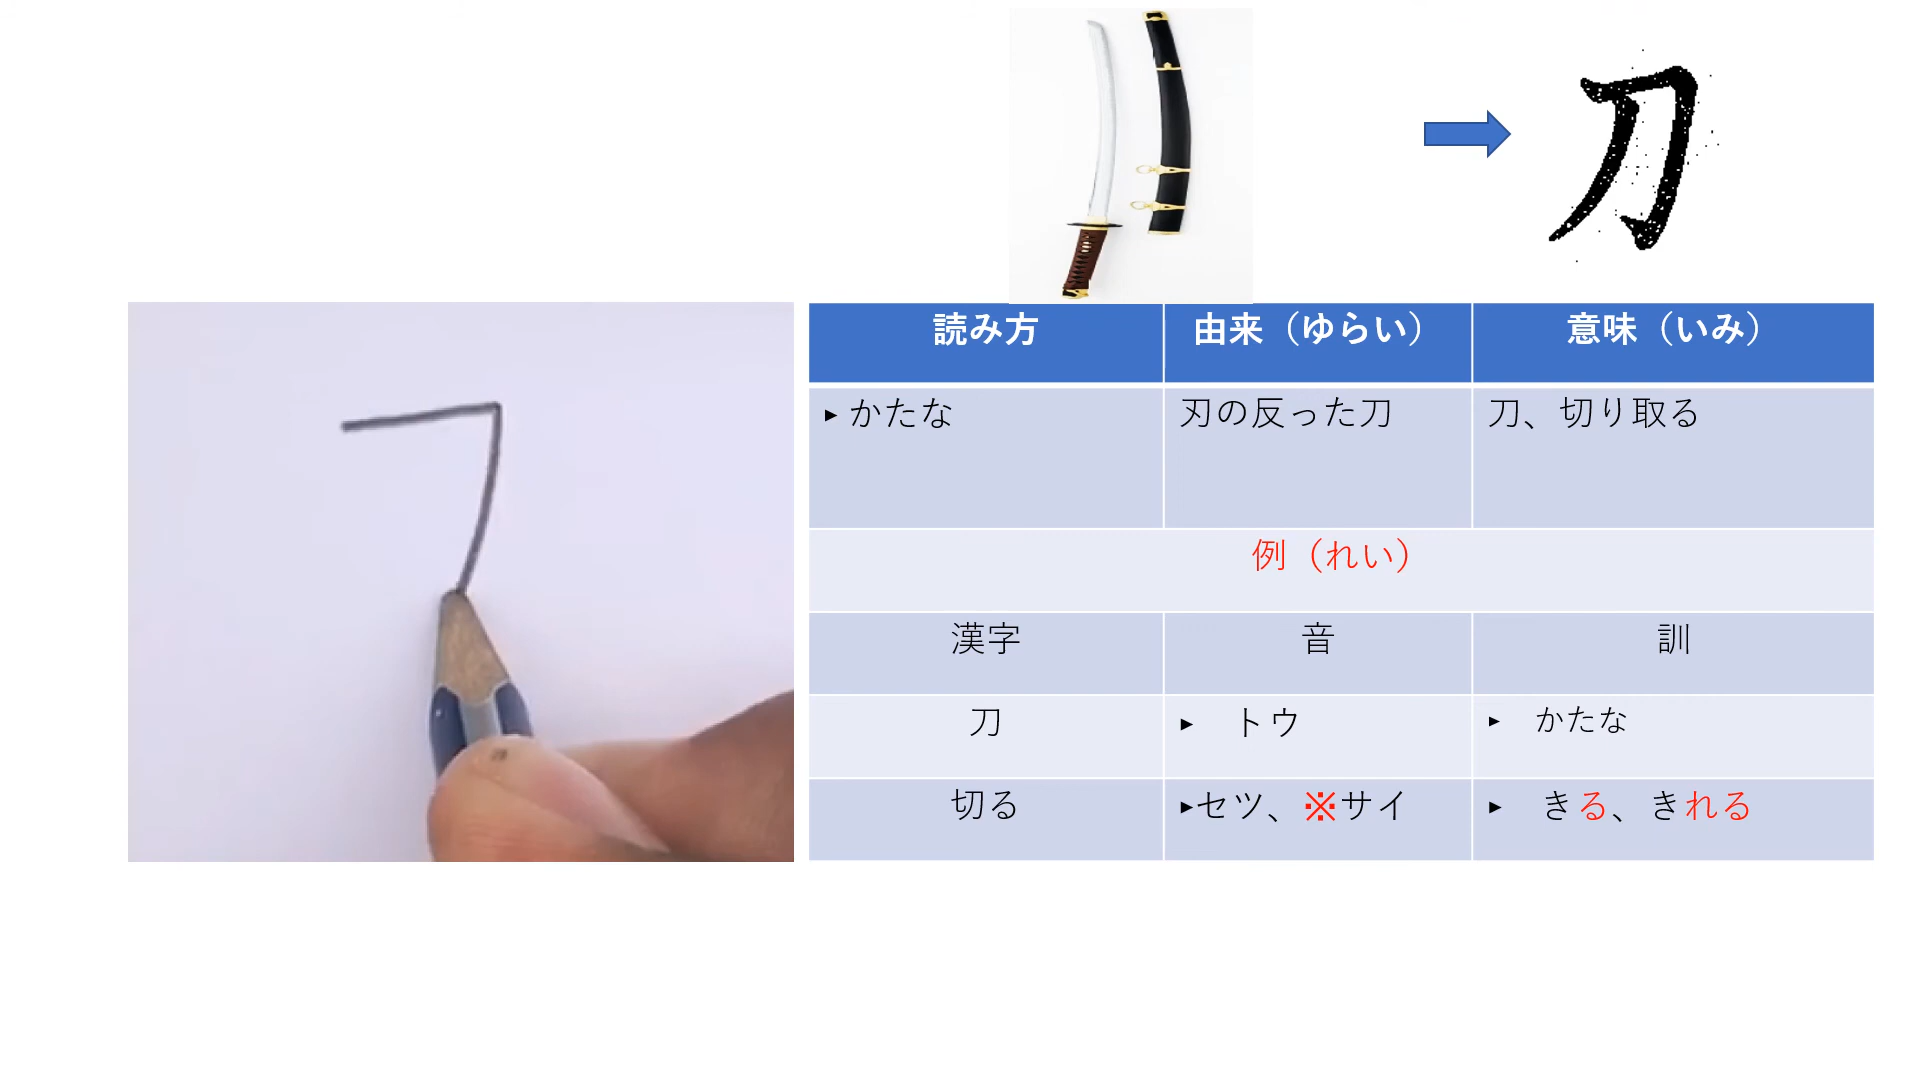 刀
読み方 由来（ゆらい） 意味（いみ）
▸ かたな 刃の反った刀 刀、切り取る
例（れい）
漢字 音 訓
刀 ▸ トウ ▸ かたな
切る ▸セツ、※サイ ▸ きる、きれる